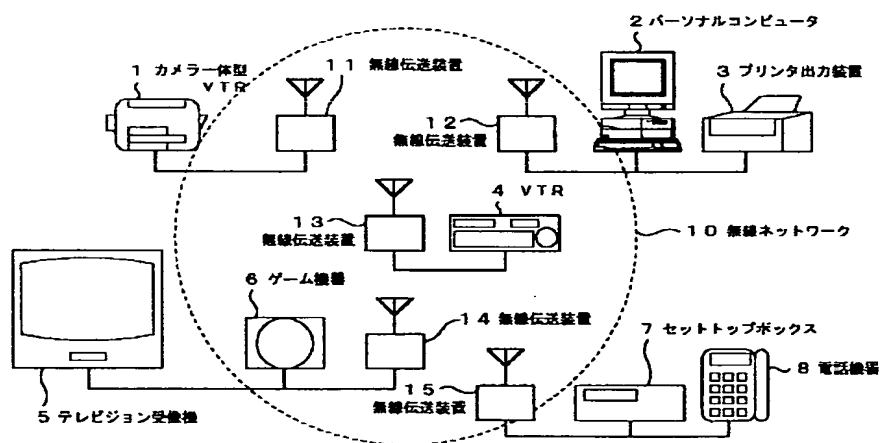 2 パーソナルコンピュータ
1 カメラ一体型
VTR
11 無線伝送装置
3 プリンタ出力装置
12
無線伝送装置
4 VTR
13
無線伝送装置
10 無線ネットワーク
6 ゲーム機器
14 無線伝送装置
7 セットトップボックス
15
無線伝送装置
8 電話機器
5 テレビジョン受像機